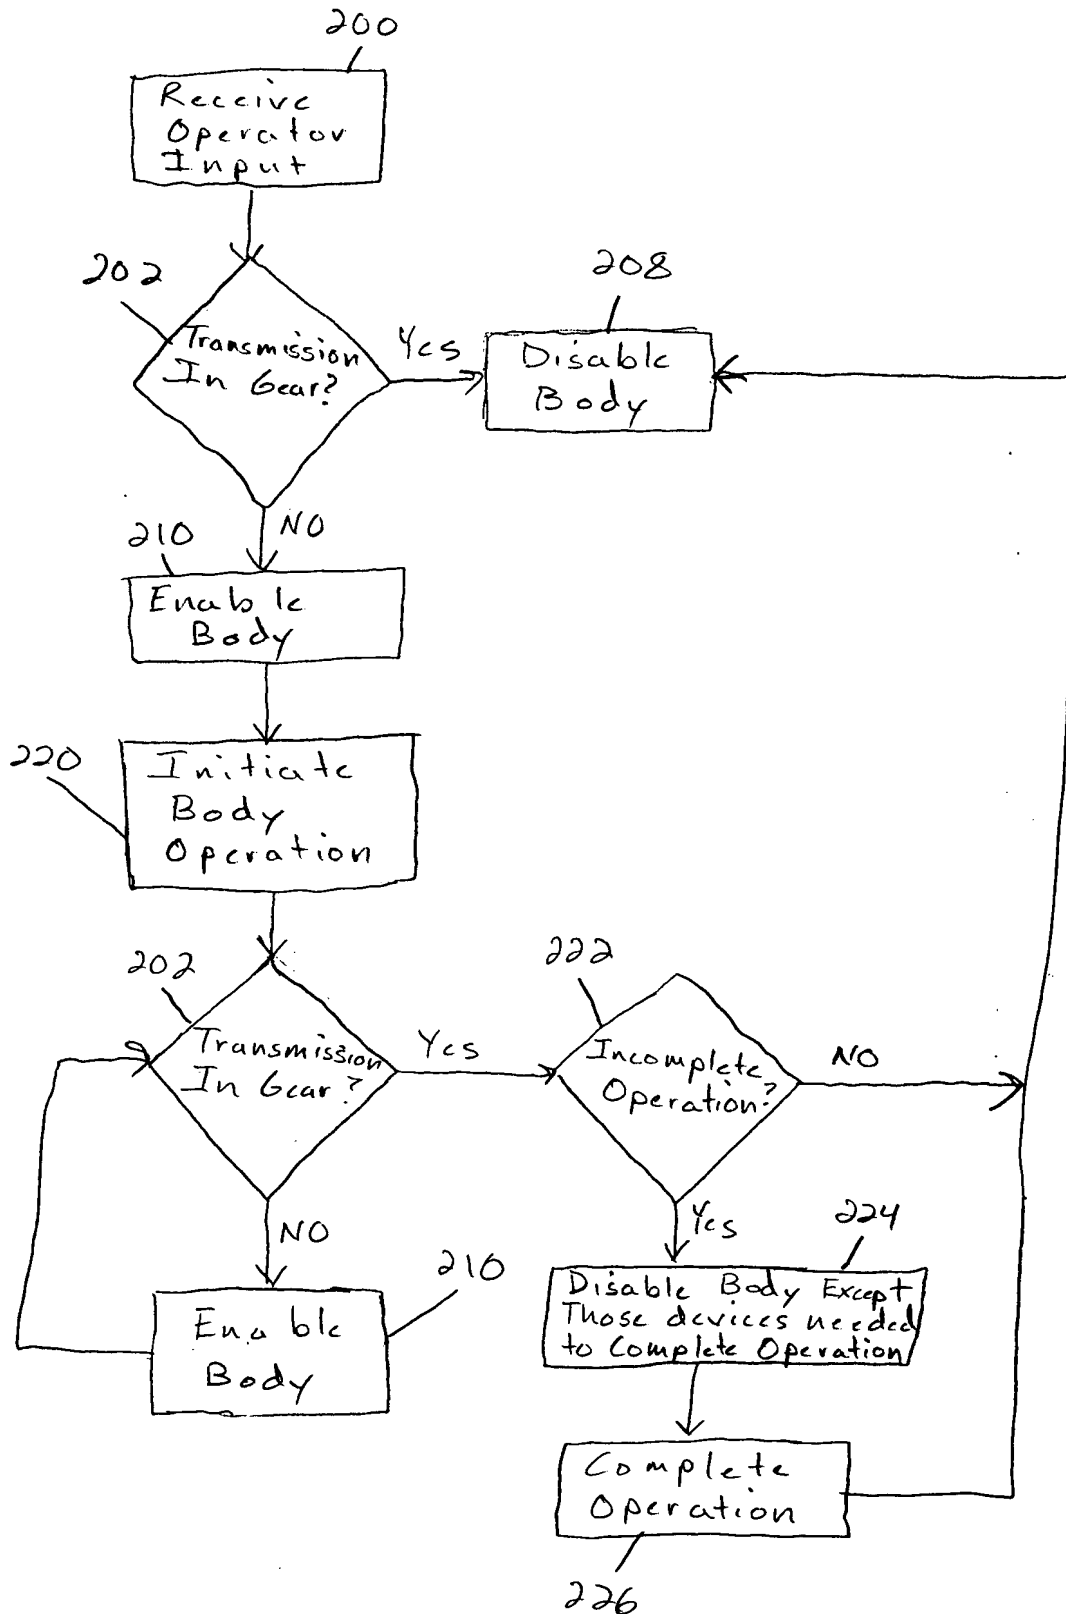 200
Receive
Operator
Input
202
Transmission
In Gear?
Yes
208
Disable
Body
NO
210
Enable
Body
220
Initiate
Body
Operation
202
Transmission
In Gear?
Yes
222
Incomplete
Operation?
NO
NO
210
Enable
Body
Yes
224
Disable Body Except
Those devices needed
to Complete Operation
Complete
Operation
226